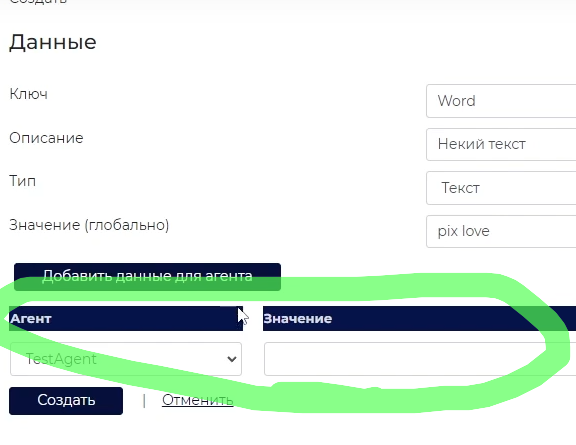 Создать
Данные
Ключ Word
Описание Некий текст
Тип Текст
Значение (глобально) pix love
Добавить данные для агента
Агент Значение
TestAgent
Создать | Отменить